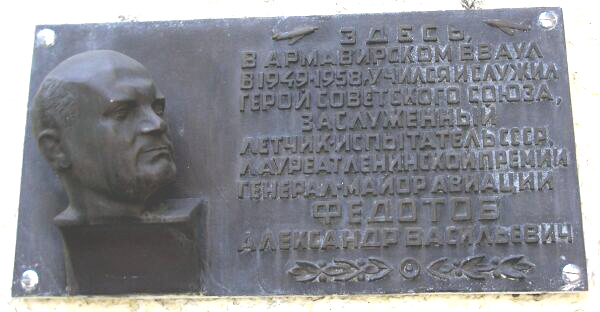 ЗДЕСЬ,
В АРМАВИРСКОМ ВВАУЛ
В 1949-1958, УЧИЛСЯ И СЛУЖИЛ
ГЕРОЙ СОВЕТСКОГО СОЮЗА,
ЗАСЛУЖЕННЫЙ
ЛЕТЧИК-ИСПЫТАТЕЛЬ СССР,
ЛАУРЕАТ ЛЕНИНСКОЙ ПРЕМИИ
ГЕНЕРАЛ-МАЙОР АВИАЦИИ
ФЕДОТОВ
АЛЕКСАНДР ВАСИЛЬЕВИЧ